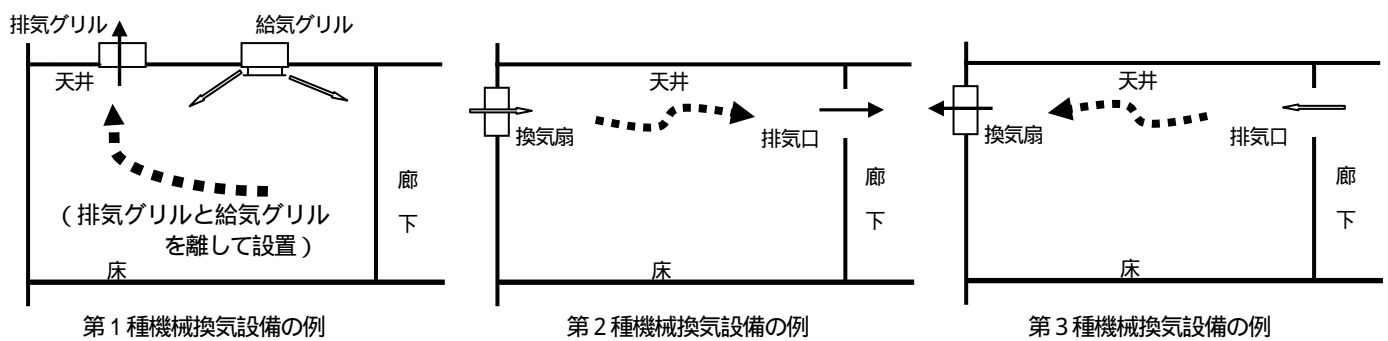 排気グリル
給気グリル
天井
廊
下
(排気グリルと給気グリル
を離して設置)
床
第1種機械換気設備の例
天井
換気扇
排気口
廊
下
床
第2種機械換気設備の例
天井
換気扇
排気口
廊
下
床
第3種機械換気設備の例